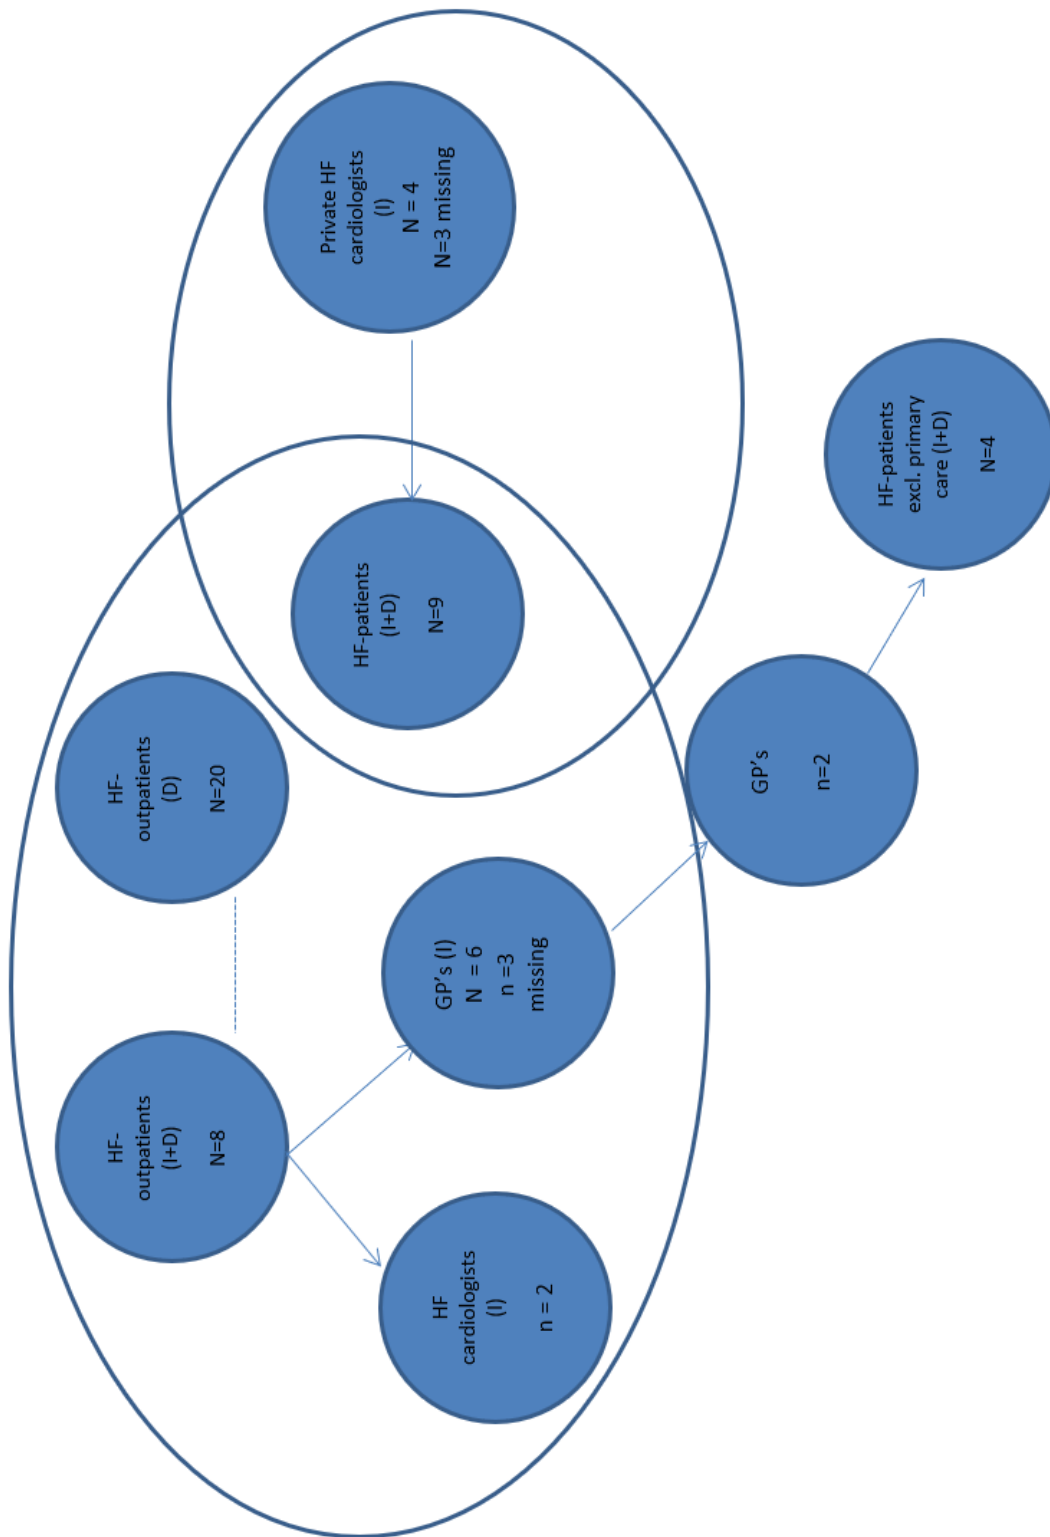 HF-
outpatients
(I+D)
N=8
HF-
outpatients
(D)
N=20
HF-patients
(I+D)
N=9
Private HF
cardiologists
(I)
N = 4
N=3 missing
HF
cardiologists
(I)
n = 2
GP's (I)
N = 6
n =3
missing
GP's
n=2
HF-patients
excl. primary
care (I+D)
N=4